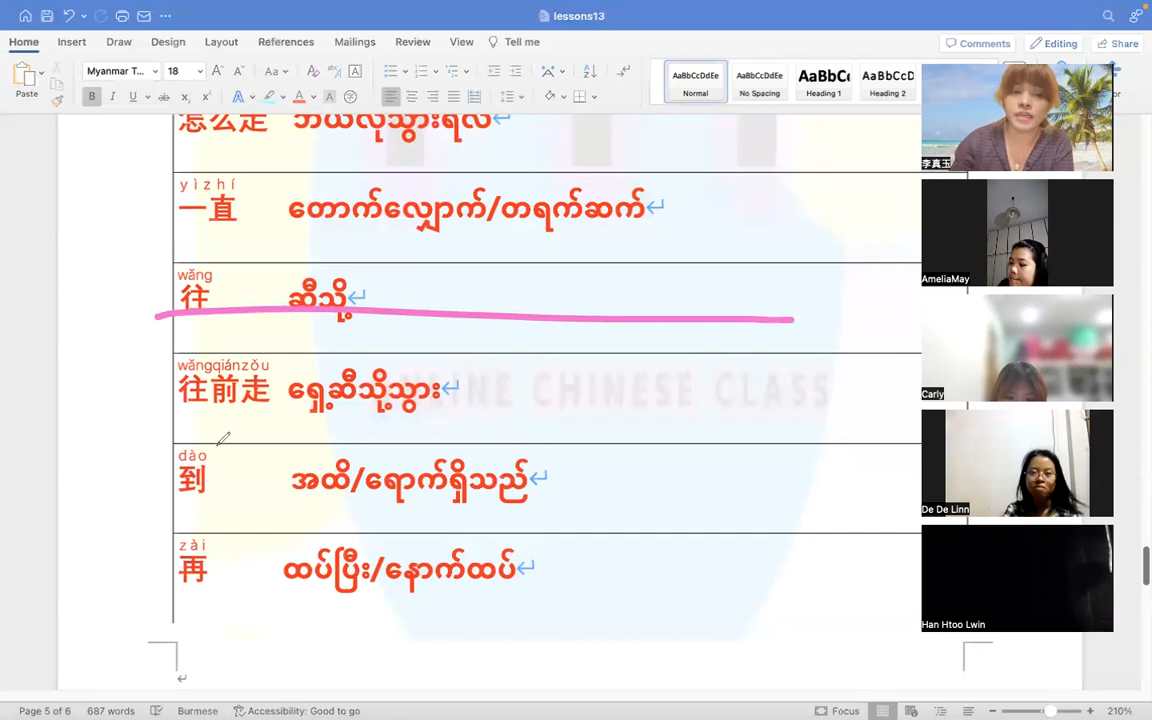 lessons13
Home Insert Draw Design Layout References Mailings Review View Tell me
Comments Editing Share
Paste
Myanmar T... 18
AaBbCcDdEe AaBbCcDdEe AaBbC AaBbCcD
Normal No Spacing Heading 1 Heading 2
怎么走 ဘယ်လိုသွားရလဲ
yìzhí
一直 တောက်လျှောက်/တရက်ဆက်
wǎng
往 ဆီသို့
wǎngqiánzǒu
往前走 ရှေ့ဆီသို့သွား
ONLINE CHINESE CLASS
dào
到 အထိ/ရောက်ရှိသည်
zài
再 ထပ်ပြီး/နောက်ထပ်
李真玉
AmeliaMay
Carly
De De Linn
Han Htoo Lwin
Page 5 of 6 687 words Burmese Accessibility: Good to go Focus 210%